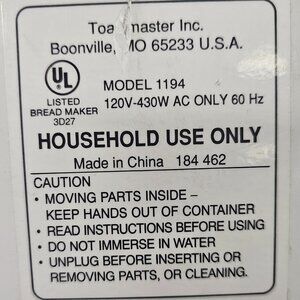 Toastmaster Inc.
Boonville, MO 65233 U.S.A.
UL
LISTED
BREAD MAKER
3D27
MODEL 1194
120V-430W AC ONLY 60 Hz
HOUSEHOLD USE ONLY
Made in China 184 462
CAUTION
• MOVING PARTS INSIDE –
KEEP HANDS OUT OF CONTAINER
• READ INSTRUCTIONS BEFORE USING
• DO NOT IMMERSE IN WATER
• UNPLUG BEFORE INSERTING OR
REMOVING PARTS, OR CLEANING.